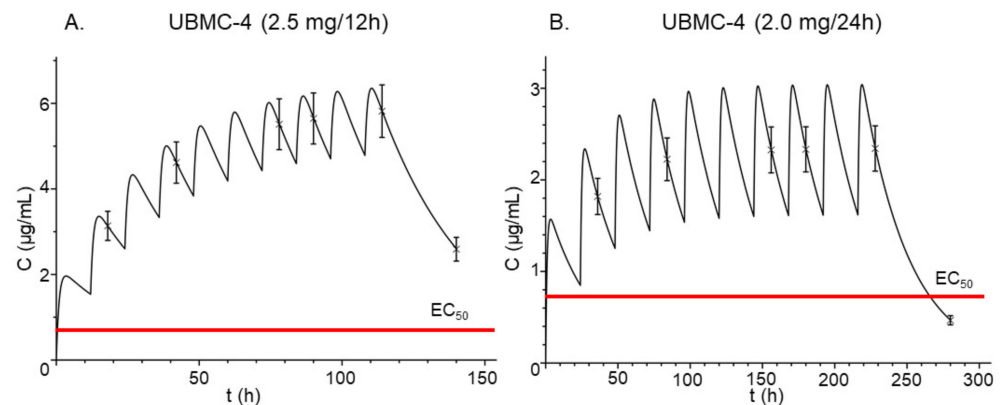 A. UBMC-4 (2.5 mg/12h)
C (µg/mL)
6
4
2
0
EC50
50 100 150
t (h)
B. UBMC-4 (2.0 mg/24h)
C (µg/mL)
3
2
1
0
EC50
50 100 150 200 250 300
t (h)